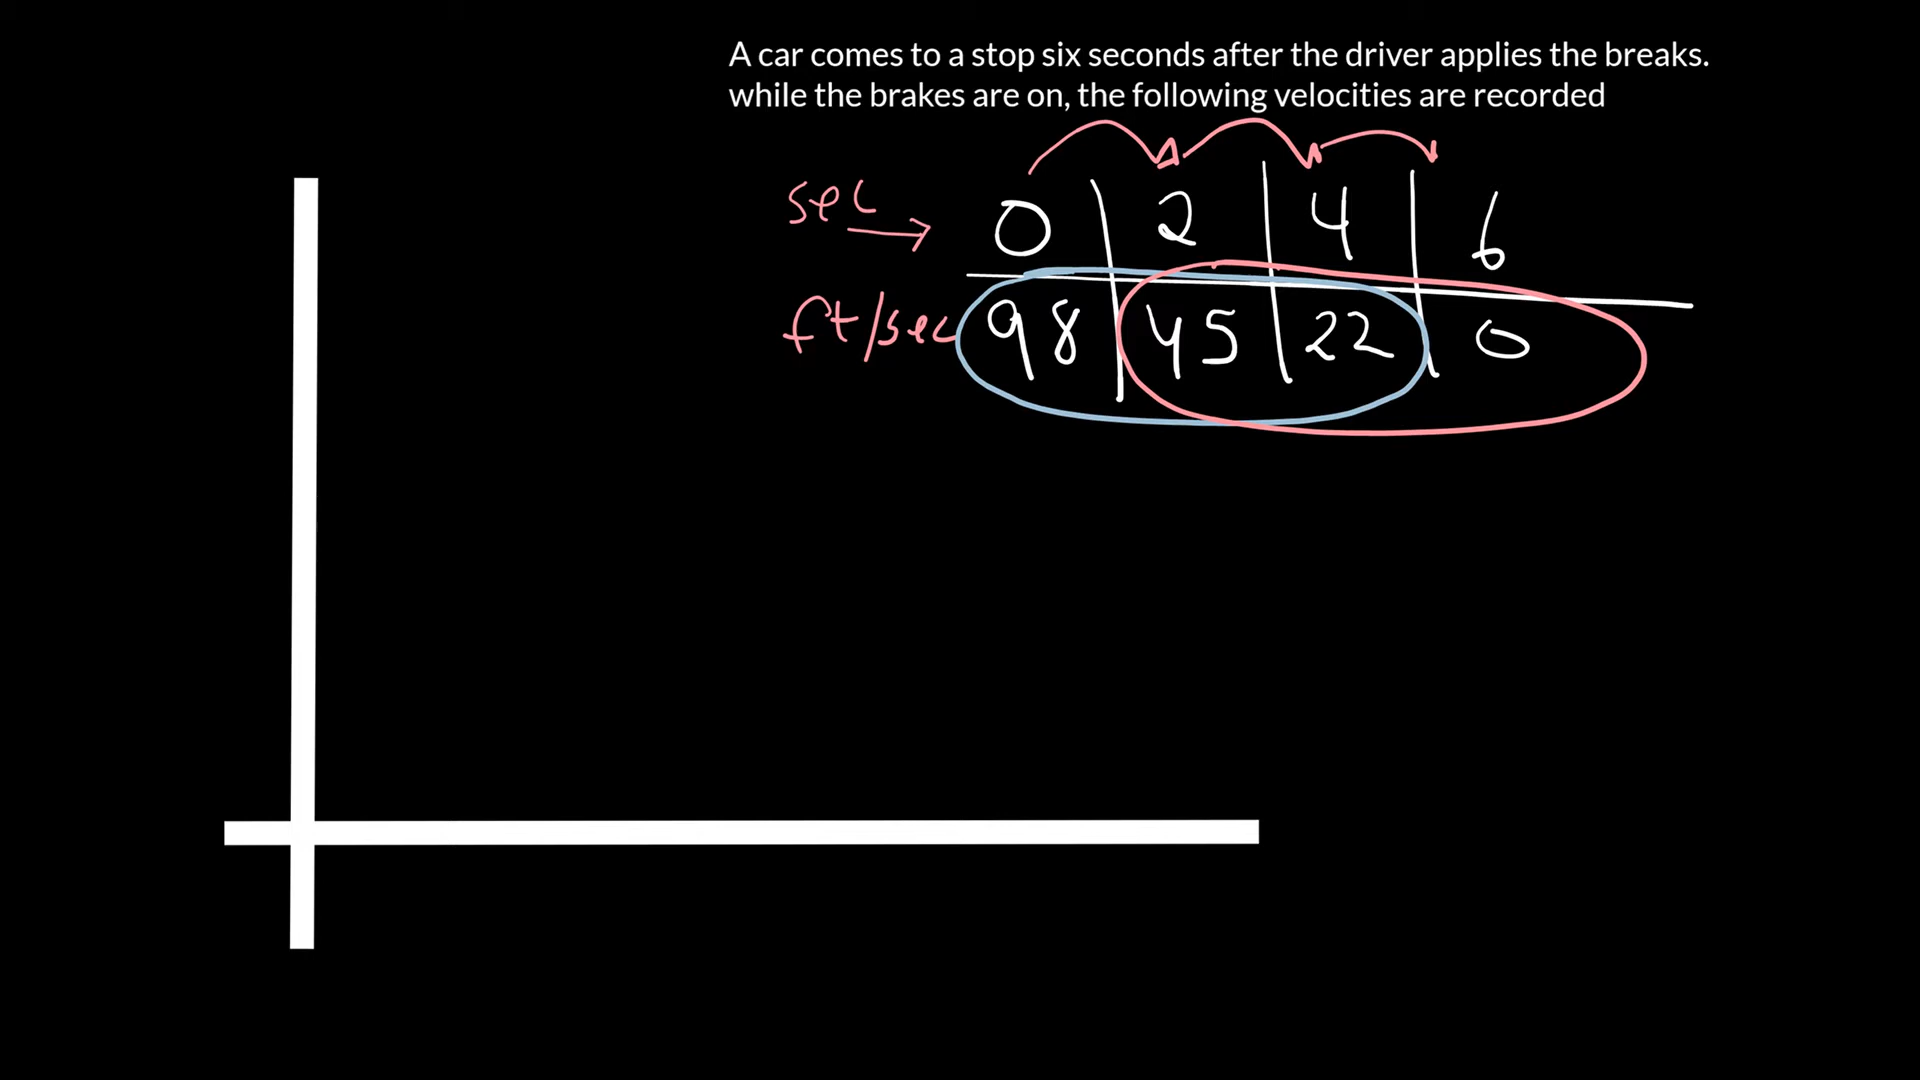 A car comes to a stop six seconds after the driver applies the breaks.
while the brakes are on, the following velocities are recorded
sec 0 2 4 6
ft/sec 98 45 22 0